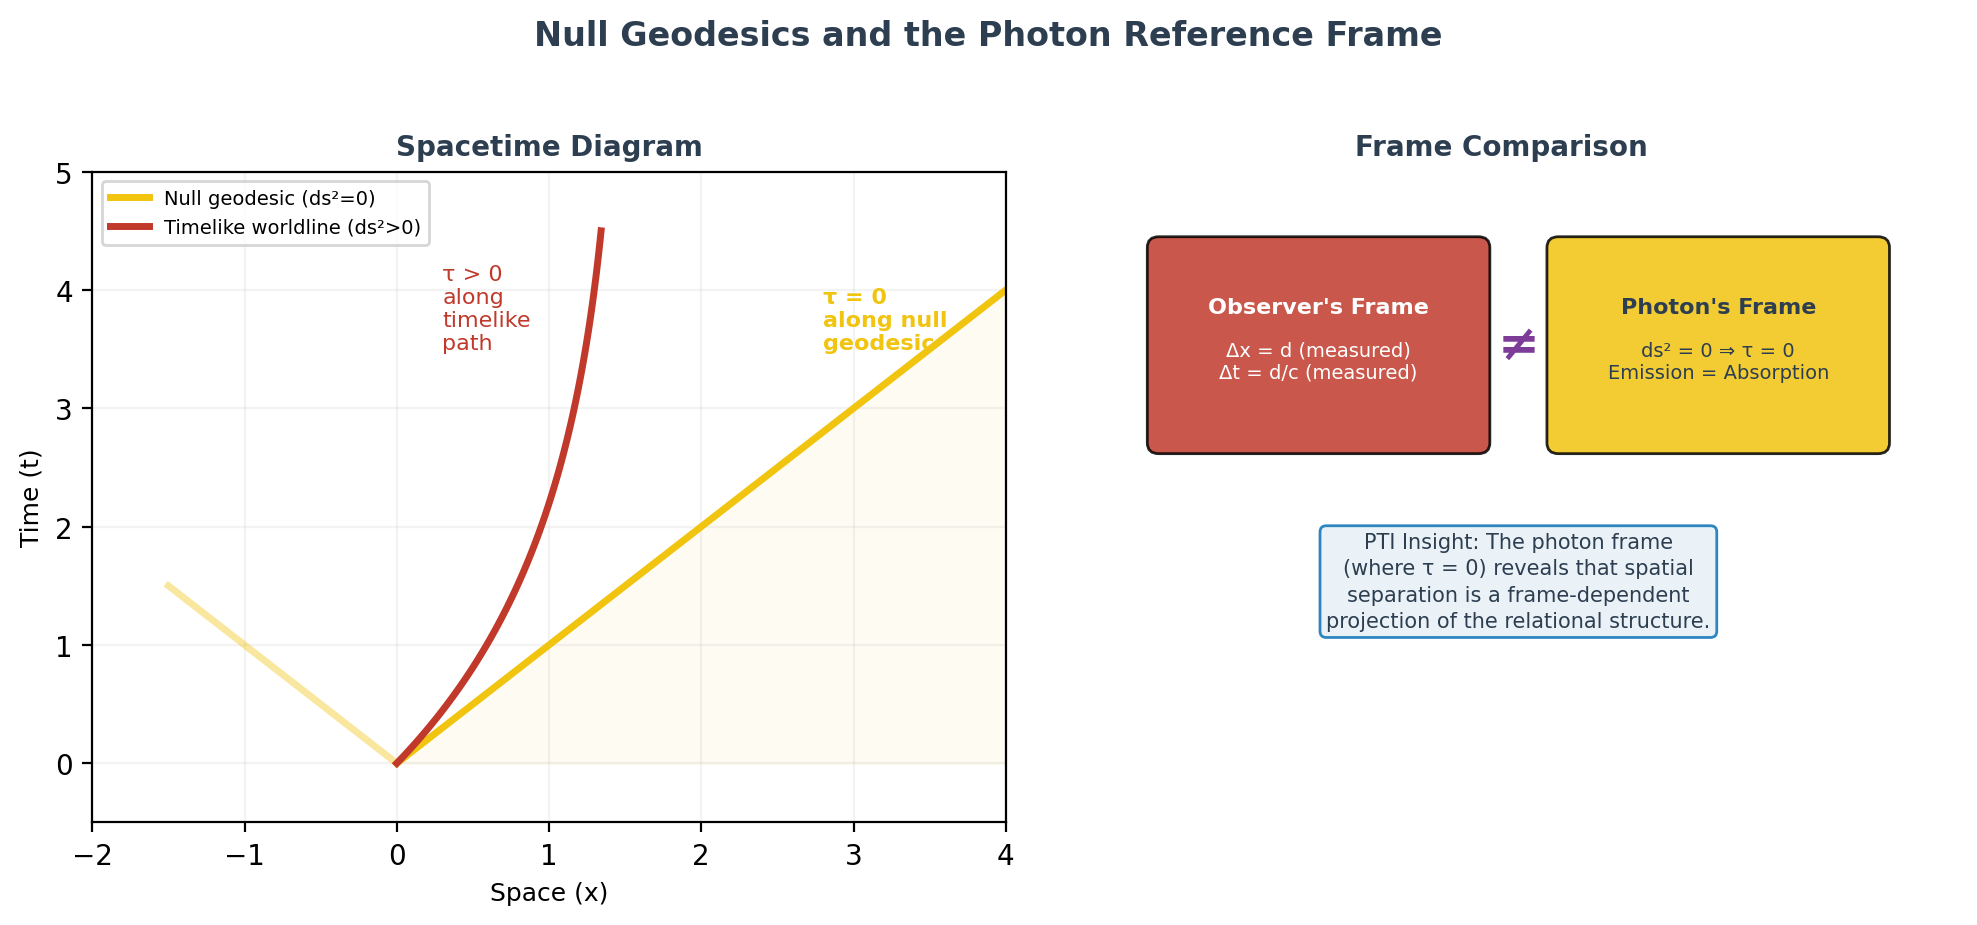 Null Geodesics and the Photon Reference Frame
Spacetime Diagram
Null geodesic (ds²=0)
Timelike worldline (ds²>0)
τ > 0
along
timelike
path
τ = 0
along null
geodesic
5
4
3
2
1
0
Time (t)
−2 −1 0 1 2 3 4
Space (x)
Frame Comparison
Observer's Frame
Δx = d (measured)
Δt = d/c (measured)
≠
Photon's Frame
ds² = 0 ⇒ τ = 0
Emission = Absorption
PTI Insight: The photon frame
(where τ = 0) reveals that spatial
separation is a frame-dependent
projection of the relational structure.